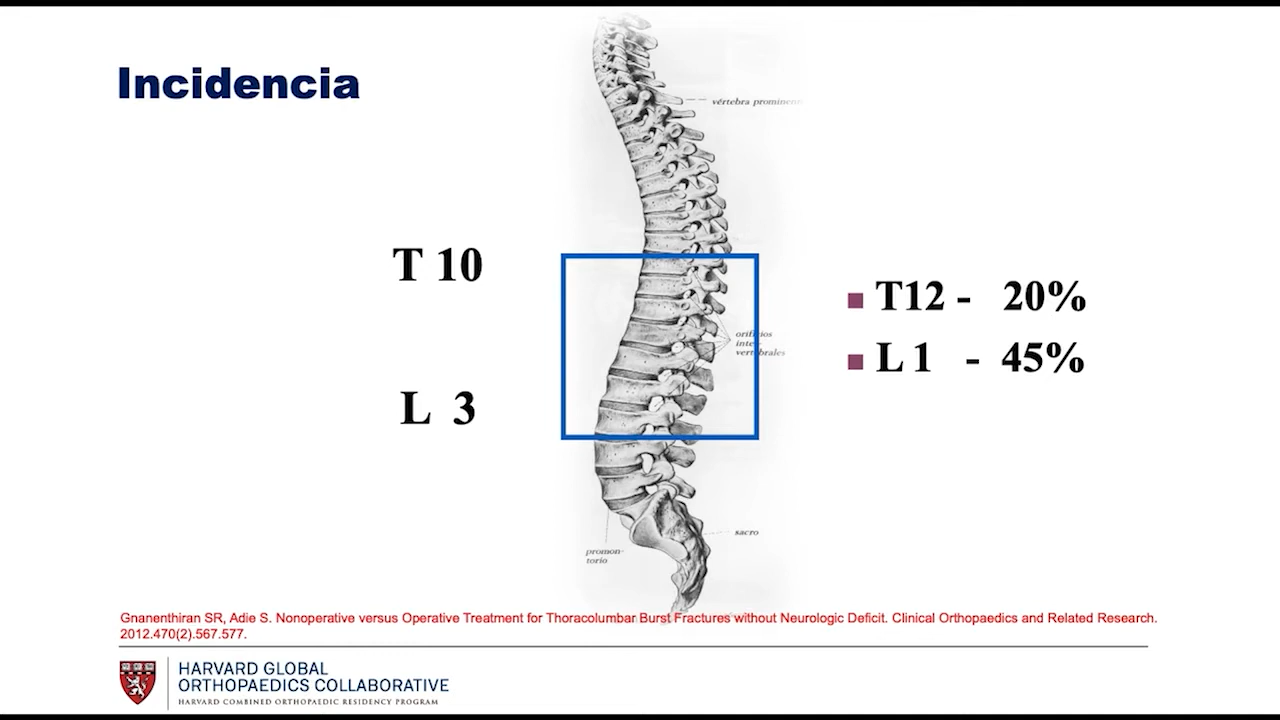 Incidencia
vértebra prominen
T 10
L 3
T12 - 20%
L 1 - 45%
orificios
inter-
vertebrales
sacro
promon-
torio
Gnanenthiran SR, Adie S. Nonoperative versus Operative Treatment for Thoracolumbar Burst Fractures without Neurologic Deficit. Clinical Orthopaedics and Related Research.
2012.470(2).567.577.
HARVARD GLOBAL
ORTHOPAEDICS COLLABORATIVE
HARVARD COMBINED ORTHOPAEDIC RESIDENCY PROGRAM